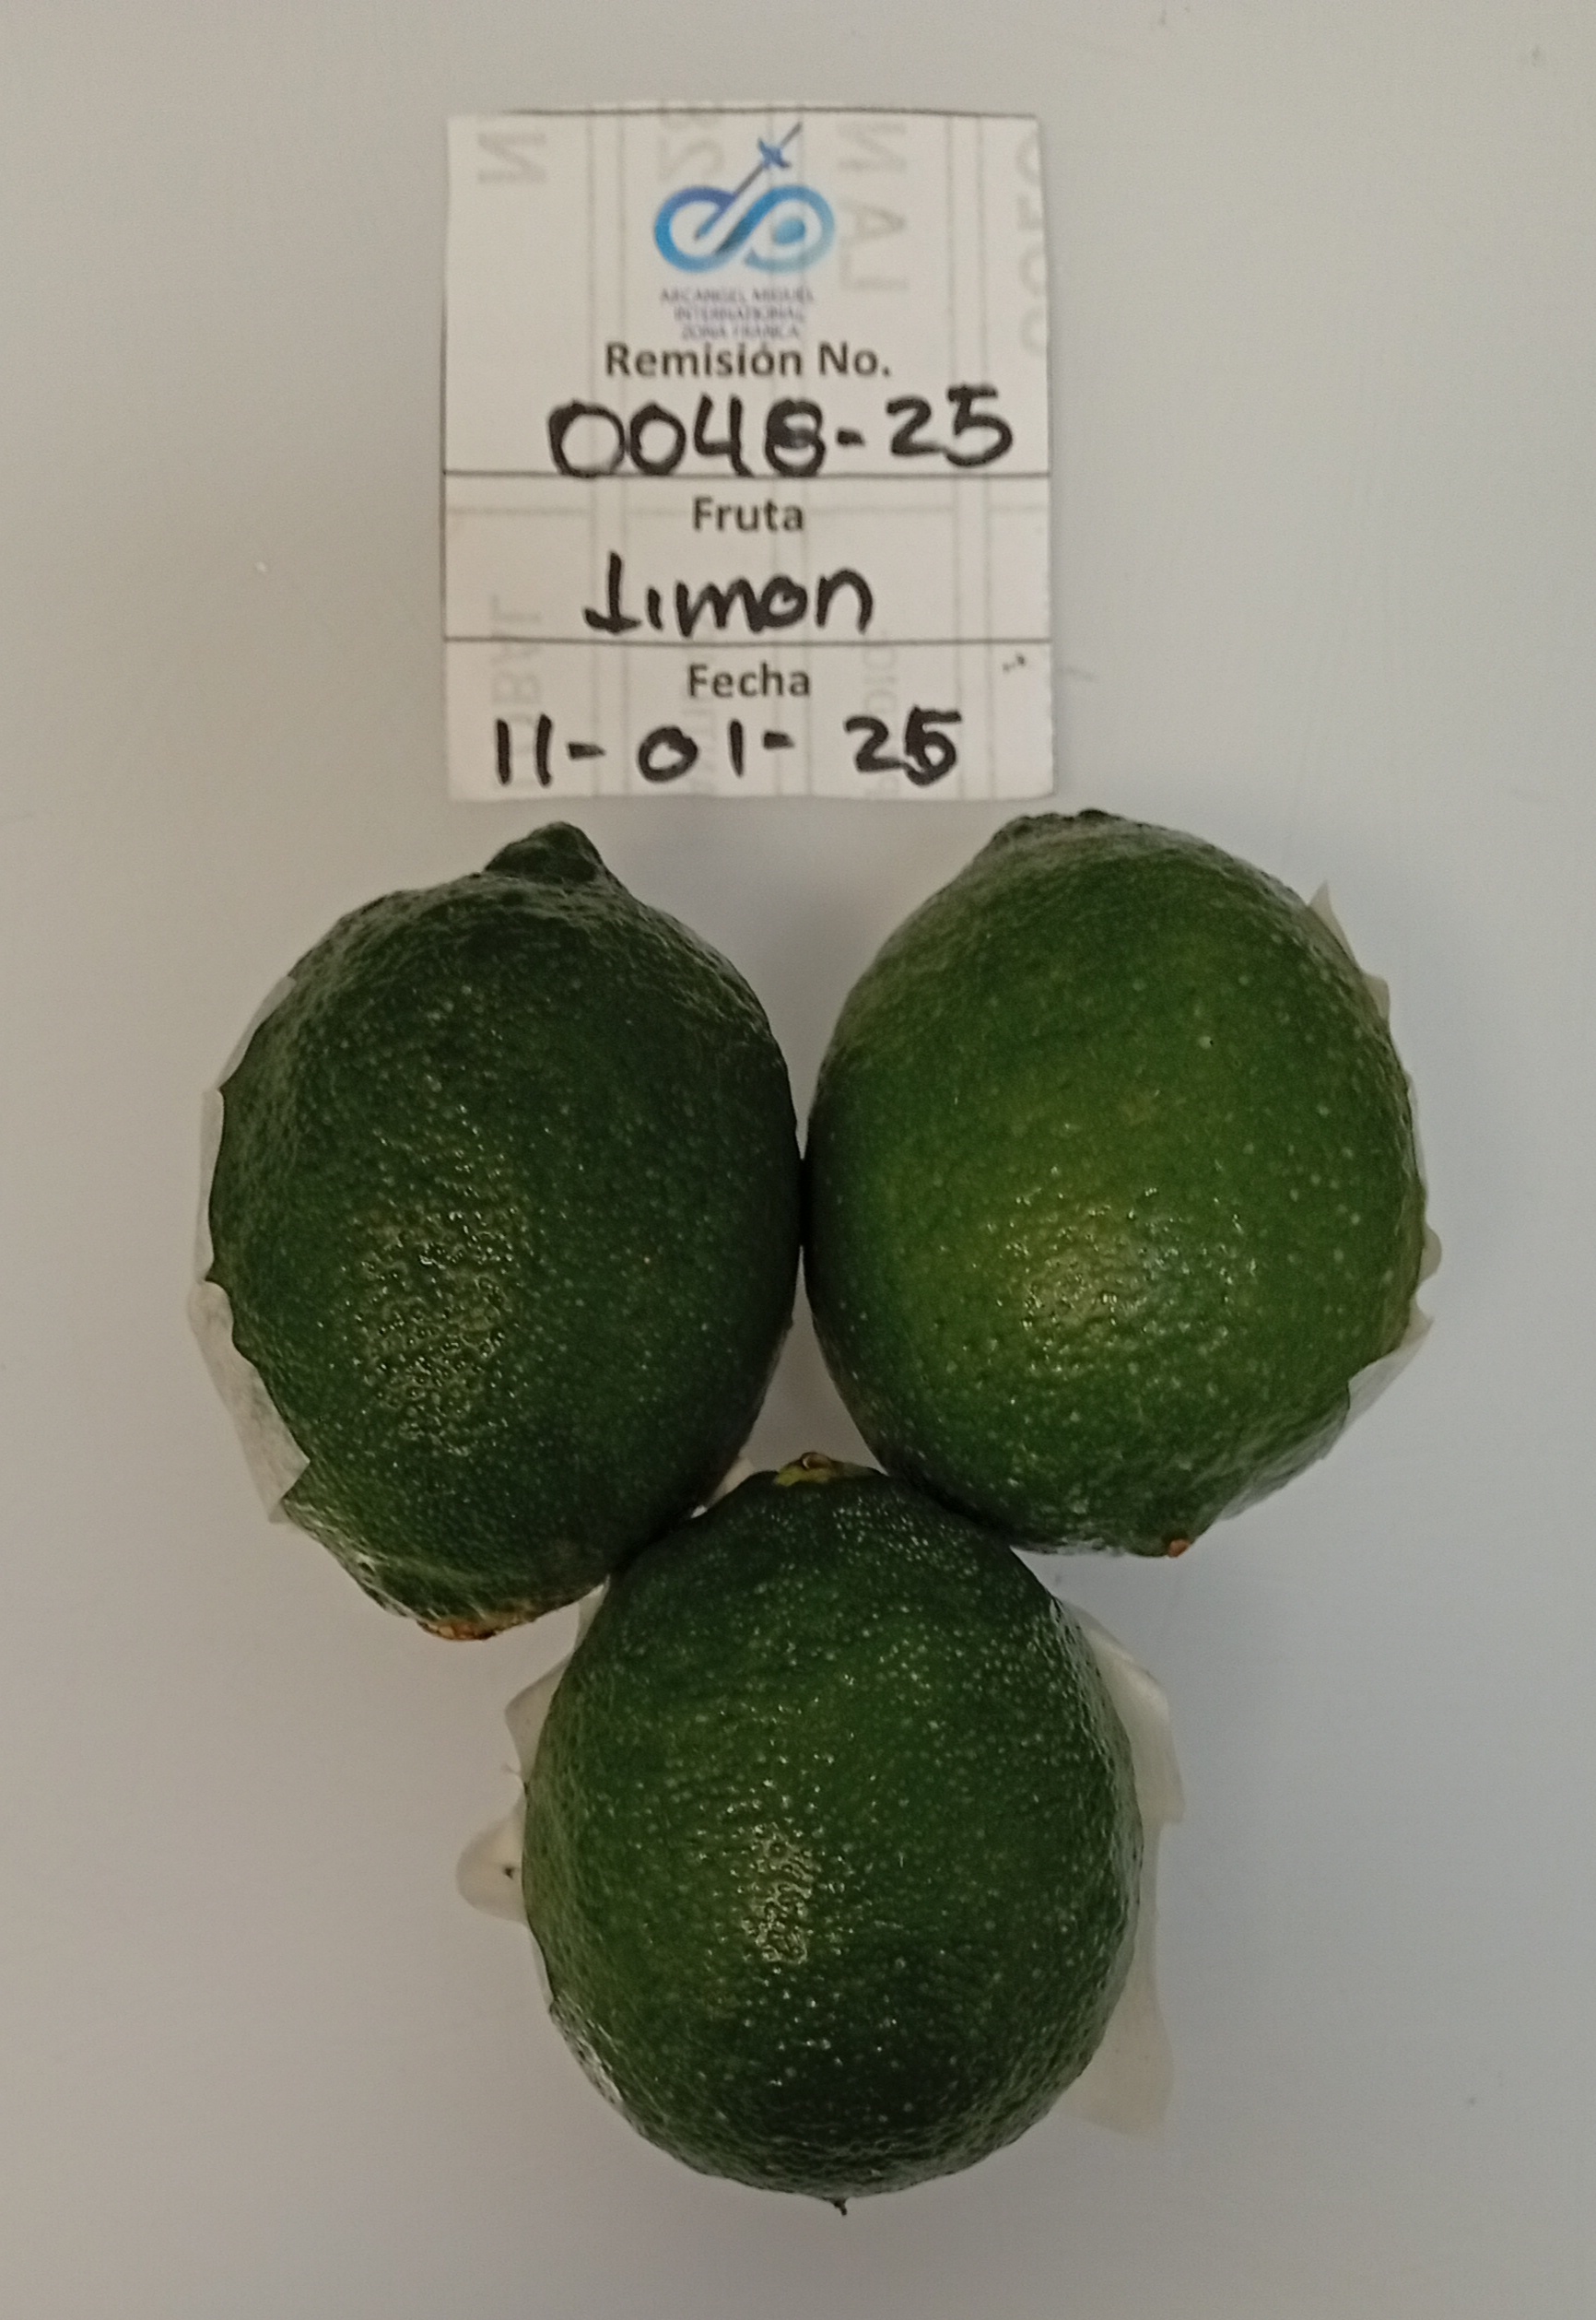 ARCANGEL MIGUEL
INTERNATIONAL
ZONA FRANCA
Remisión No.
0048-25
Fruta
Limon
Fecha
11-01-25